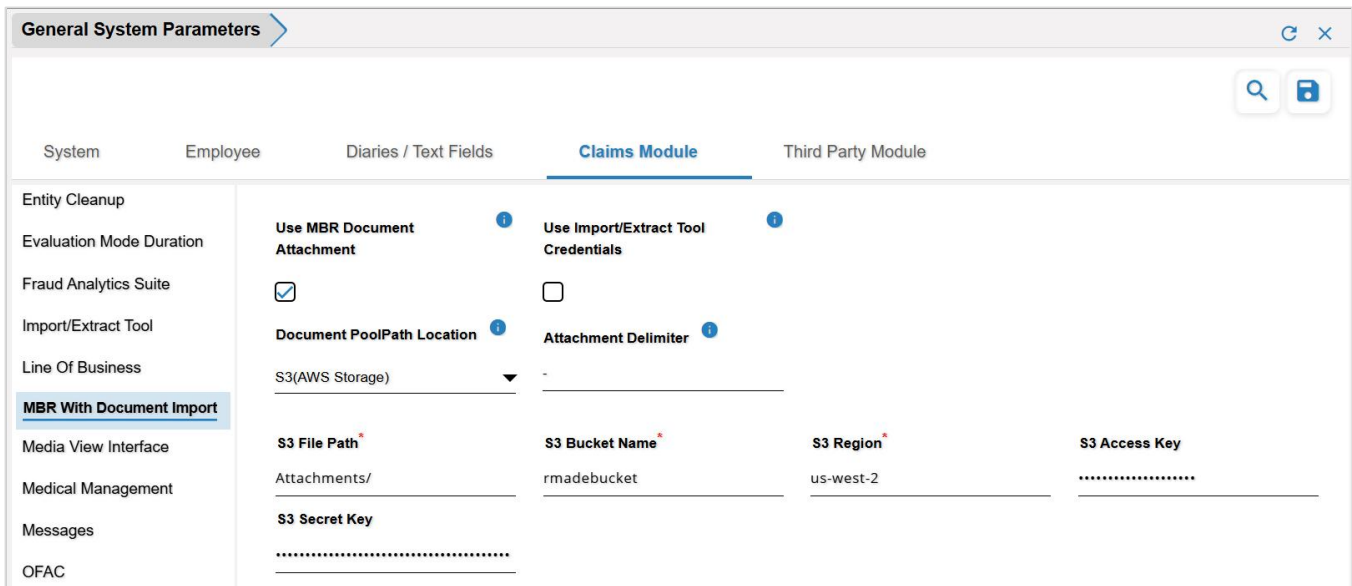 General System Parameters
System Employee Diaries / Text Fields Claims Module Third Party Module
Entity Cleanup
Evaluation Mode Duration
Fraud Analytics Suite
Import/Extract Tool
Line Of Business
MBR With Document Import
Media View Interface
Medical Management
Messages
OFAC
Use MBR Document
Attachment
Use Import/Extract Tool
Credentials
Document PoolPath Location
S3(AWS Storage)
Attachment Delimiter
-
S3 File Path*
Attachments/
S3 Bucket Name*
rmadebucket
S3 Region*
us-west-2
S3 Access Key
••••••••••••••••••••
S3 Secret Key
••••••••••••••••••••••••••••••••••••••••